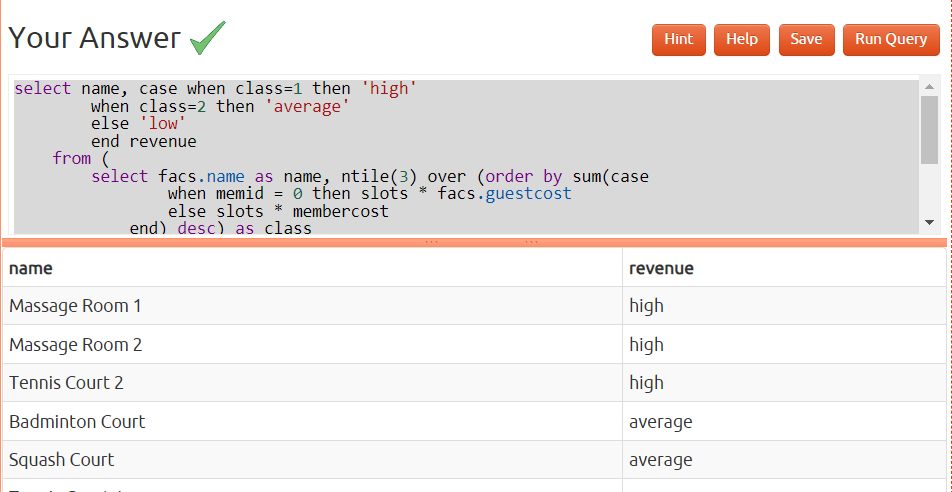 Your Answer
Hint Help Save Run Query
select name, case when class=1 then 'high'
when class=2 then 'average'
else 'low'
end revenue
from (
select facs.name as name, ntile(3) over (order by sum(case
when memid = 0 then slots * facs.guestcost
else slots * membercost
end) desc) as class
name revenue
Massage Room 1 high
Massage Room 2 high
Tennis Court 2 high
Badminton Court average
Squash Court average